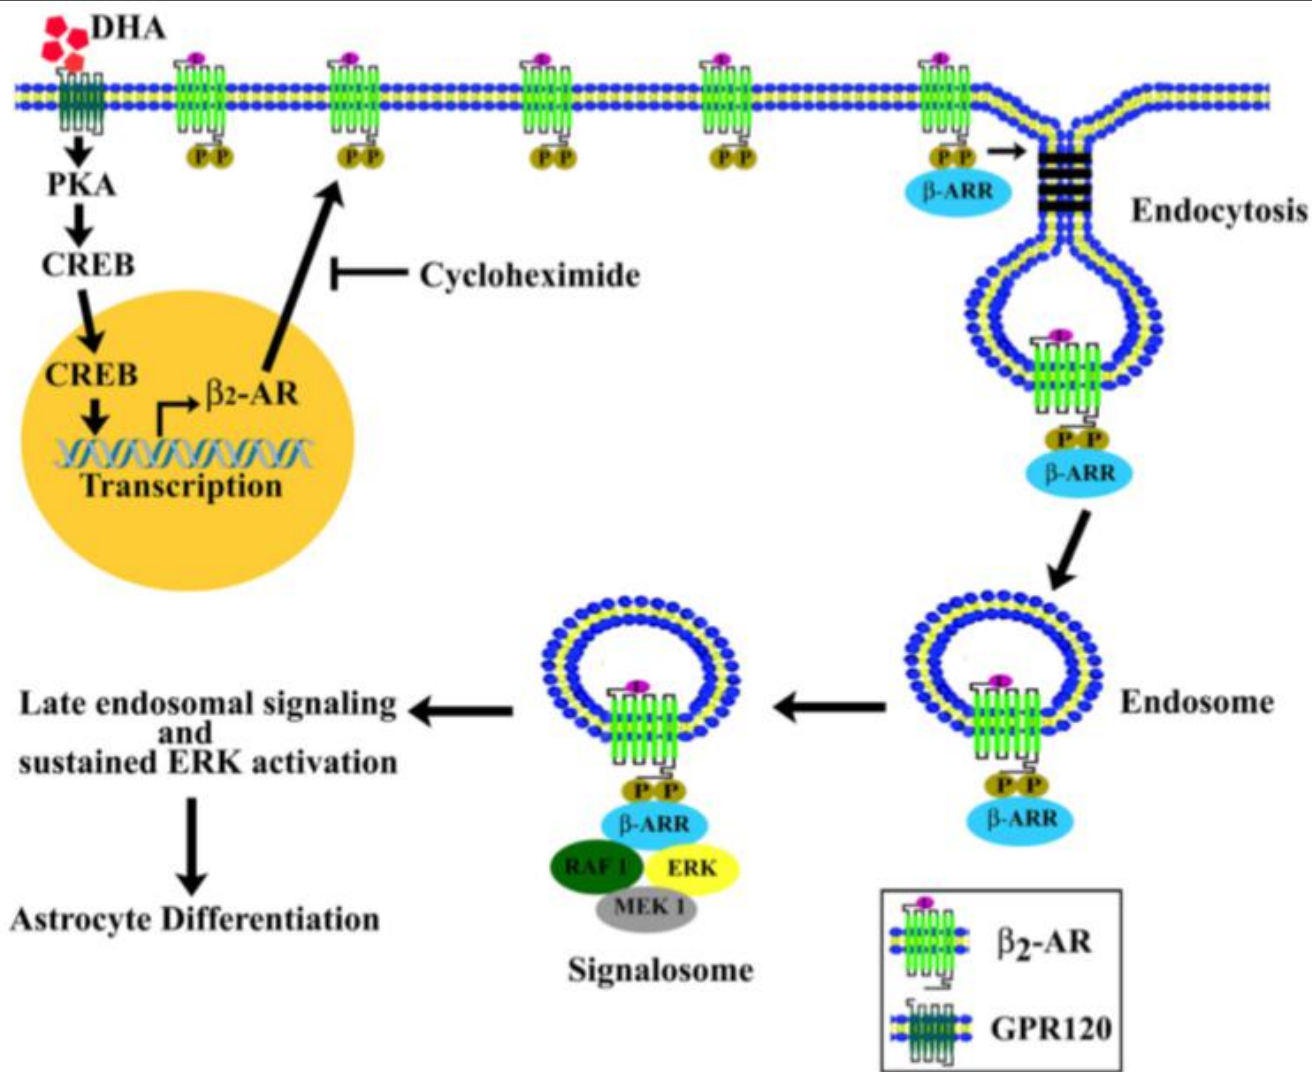 DHA
PKA
CREB
CREB
β2-AR
Transcription
Cycloheximide
P P
P P
P P
P P
P P
β-ARR
Endocytosis
P P
β-ARR
Endosome
P P
β-ARR
P P
β-ARR
RAF 1
ERK
MEK 1
Signalosome
Late endosomal signaling
and
sustained ERK activation
Astrocyte Differentiation
β2-AR
GPR120